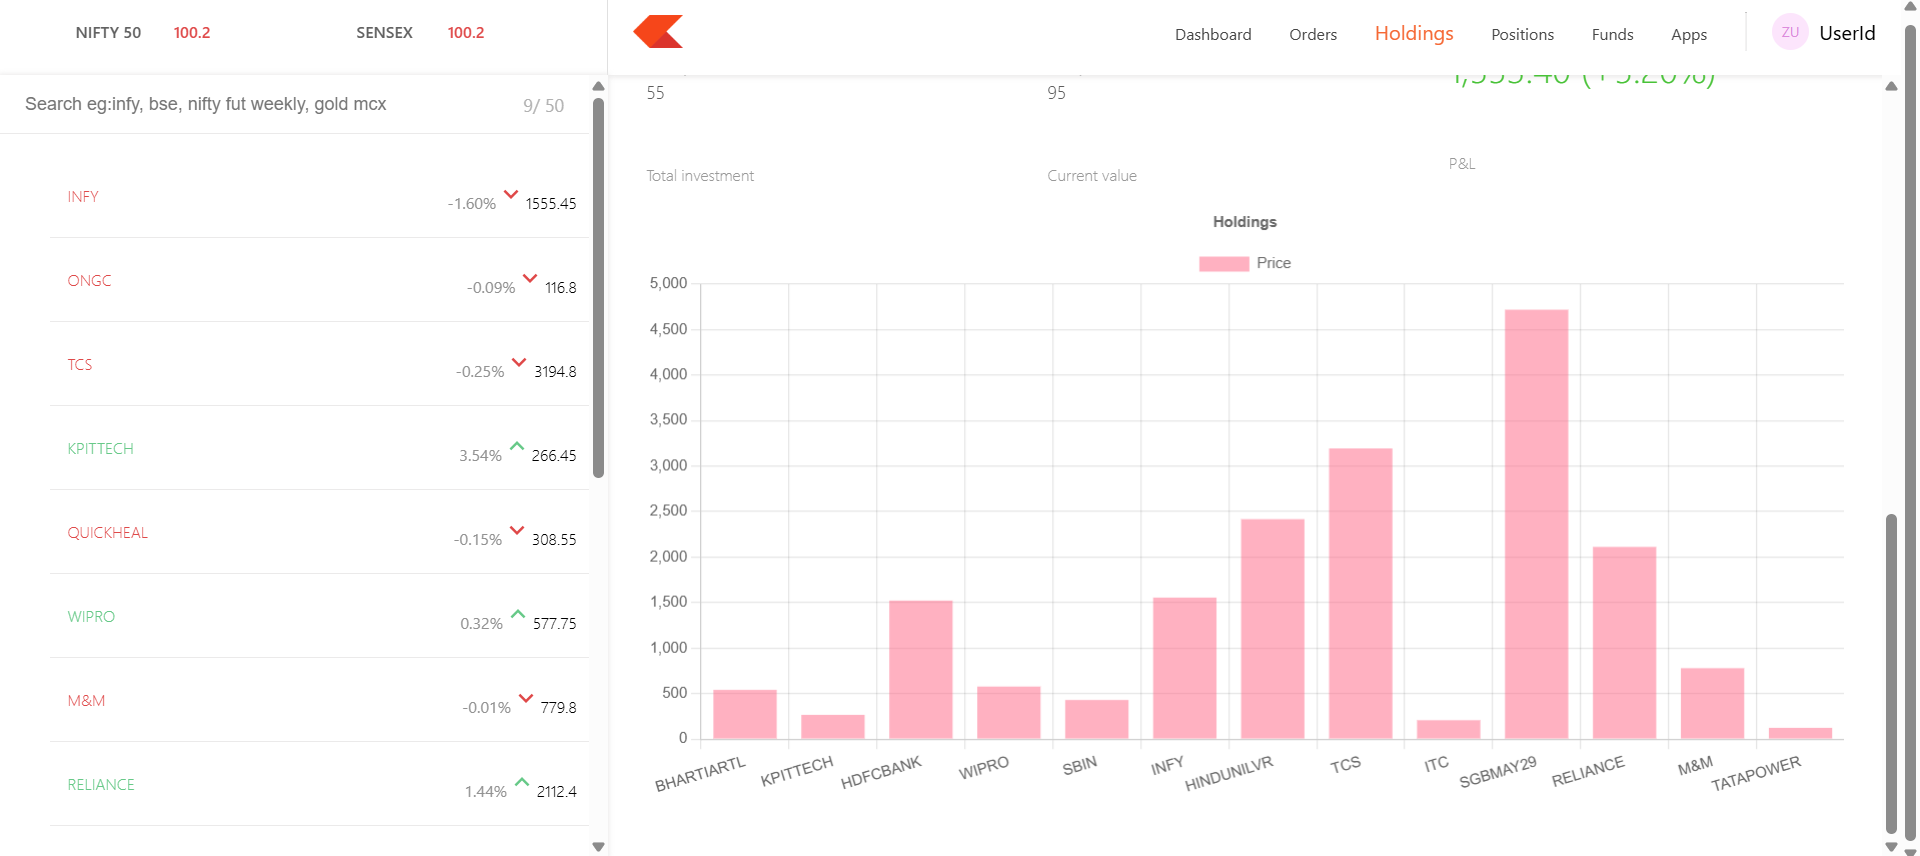 NIFTY 50 100.2 SENSEX 100.2
Dashboard Orders Holdings Positions Funds Apps ZU UserId
Search eg:infy, bse, nifty fut weekly, gold mcx 9/ 50
INFY -1.60% 1555.45
ONGC -0.09% 116.8
TCS -0.25% 3194.8
KPITTECH 3.54% 266.45
QUICKHEAL -0.15% 308.55
WIPRO 0.32% 577.75
M&M -0.01% 779.8
RELIANCE 1.44% 2112.4
55 95
Total investment Current value P&L
Holdings
Price
5,000
4,500
4,000
3,500
3,000
2,500
2,000
1,500
1,000
500
0
BHARTIARTL KPITTECH HDFCBANK WIPRO SBIN INFY HINDUNILVR TCS ITC SGBMAY29 RELIANCE M&M TATAPOWER